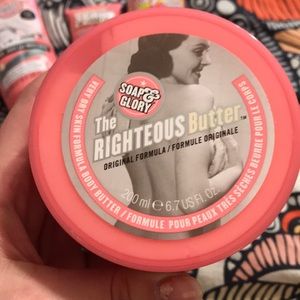 SOAP &
GLORY
The
RIGHTEOUS Butter™
ORIGINAL FORMULA / FORMULE ORIGINALE
200 ml ℮ 6.7 US FL. OZ.
VERY DRY SKIN FORMULA BODY BUTTER / FORMULE POUR PEAUX TRÈS SÈCHES BEURRE POUR LE CORPS